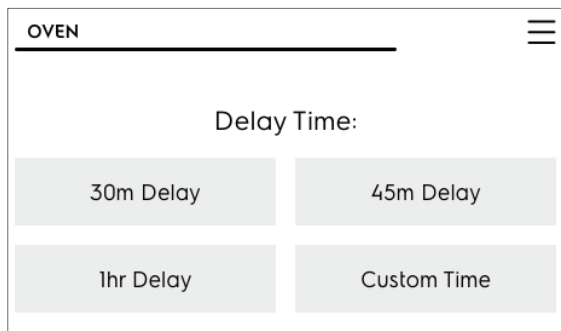 OVEN
Delay Time:
30m Delay
45m Delay
1hr Delay
Custom Time